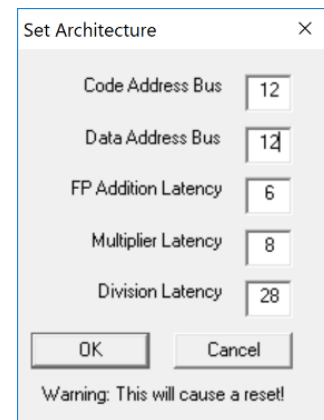 Set Architecture
Code Address Bus 12
Data Address Bus 12
FP Addition Latency 6
Multiplier Latency 8
Division Latency 28
OK Cancel
Warning: This will cause a reset!